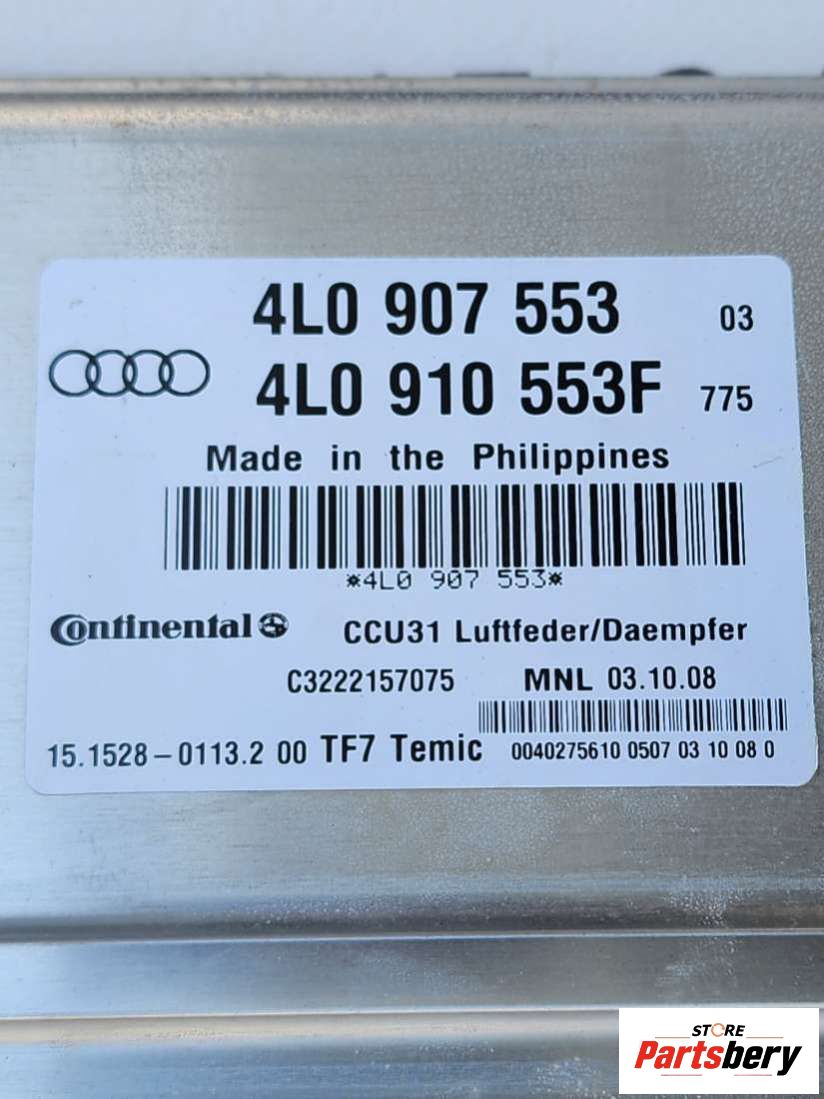 4L0 907 553 03
4L0 910 553F 775
Made in the Philippines
*4L0 907 553*
Continental CCU31 Luftfeder/Daempfer
C3222157075 MNL 03.10.08
15.1528-0113.2 00 TF7 Temic 0040275610 0507 03 10 08 0
STORE
Partsbery